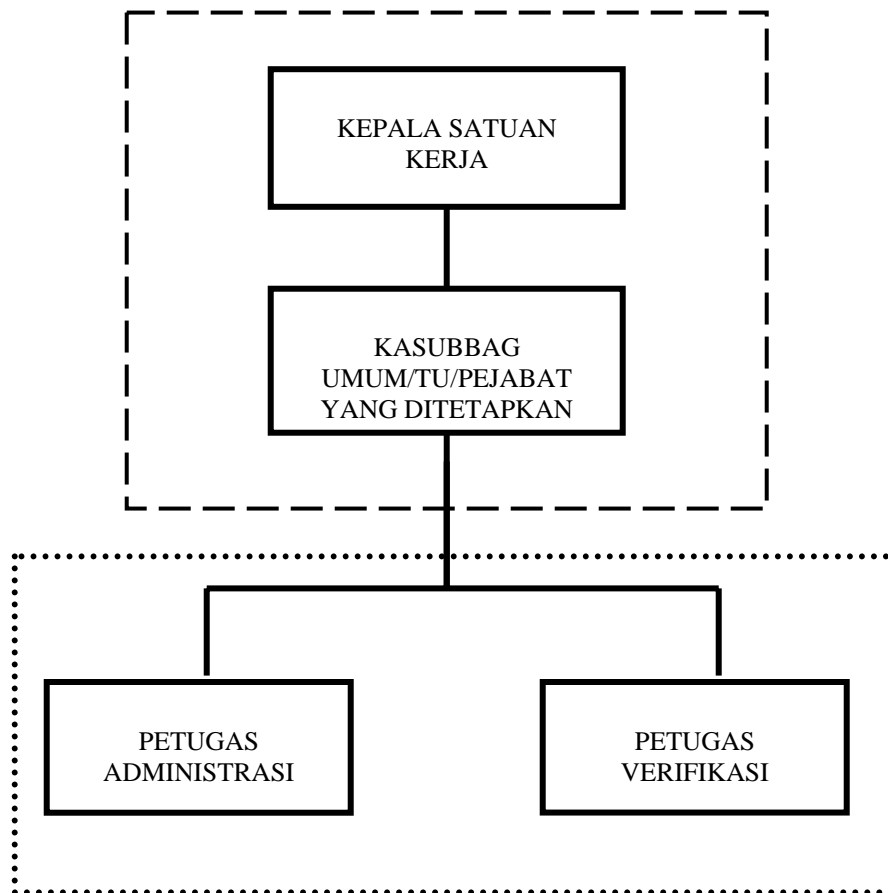 KEPALA SATUAN
KERJA
KASUBBAG
UMUM/TU/PEJABAT
YANG DITETAPKAN
PETUGAS
ADMINISTRASI
PETUGAS
VERIFIKASI